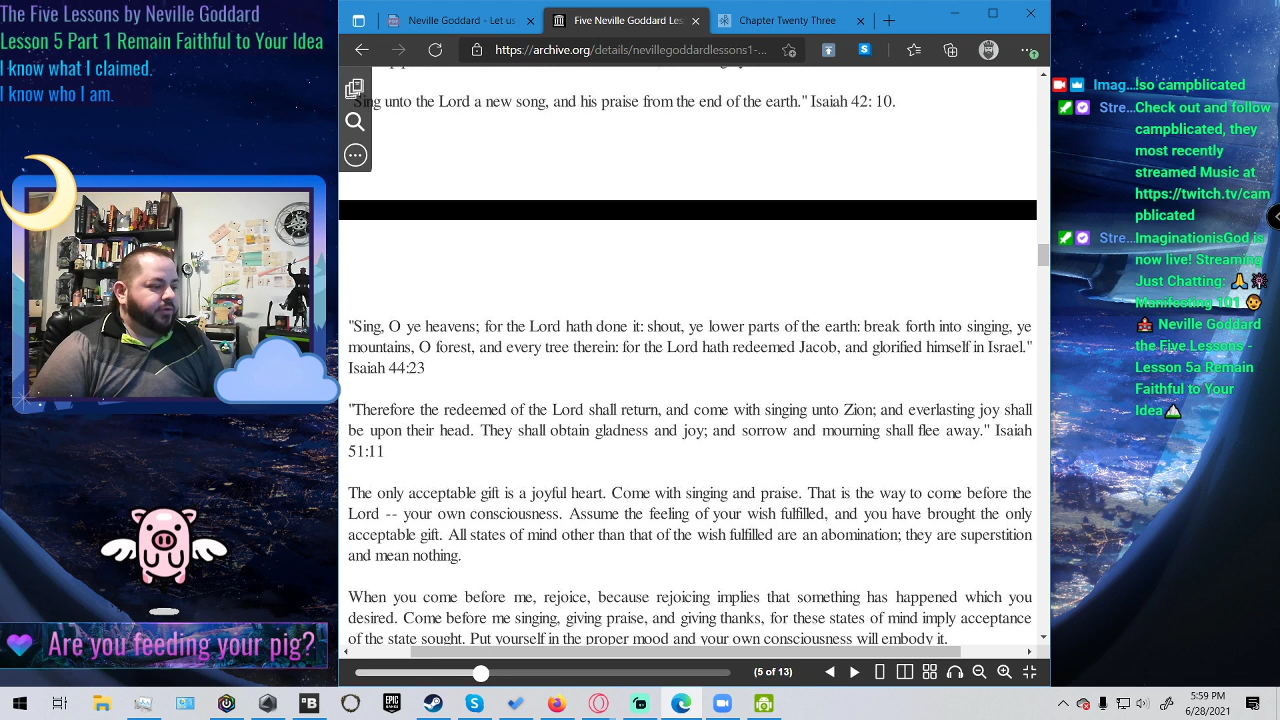 The Five Lessons by Neville Goddard
Lesson 5 Part 1 Remain Faithful to Your Idea
I know what I claimed.
I know who I am.
Neville Goddard - Let us
Five Neville Goddard Les
Chapter Twenty Three
https://archive.org/details/nevillegoddardlessons1-...
Sing unto the Lord a new song, and his praise from the end of the earth." Isaiah 42: 10.
"Sing, O ye heavens; for the Lord hath done it: shout, ye lower parts of the earth: break forth into singing, ye
mountains, O forest, and every tree therein: for the Lord hath redeemed Jacob, and glorified himself in Israel."
Isaiah 44:23
"Therefore the redeemed of the Lord shall return, and come with singing unto Zion; and everlasting joy shall
be upon their head. They shall obtain gladness and joy; and sorrow and mourning shall flee away." Isaiah
51:11
The only acceptable gift is a joyful heart. Come with singing and praise. That is the way to come before the
Lord -- your own consciousness. Assume the feeling of your wish fulfilled, and you have brought the only
acceptable gift. All states of mind other than that of the wish fulfilled are an abomination; they are superstition
and mean nothing.
When you come before me, rejoice, because rejoicing implies that something has happened which you
desired. Come before me singing, giving praise, and giving thanks, for these states of mind imply acceptance
of the state sought. Put yourself in the proper mood and your own consciousness will embody it.
(5 of 13)
Imag... !so campblicated
Stre... Check out and follow
campblicated, they
most recently
streamed Music at
https://twitch.tv/cam
pblicated
Stre... ImaginationisGod is
now live! Streaming
Just Chatting: 🙏 🎇
Manifesting 101 🦁
🏫 Neville Goddard
the Five Lessons -
Lesson 5a Remain
Faithful to Your
Idea
Are you feeding your pig?
EPIC
GAMES
B
5:59 PM
6/28/2021